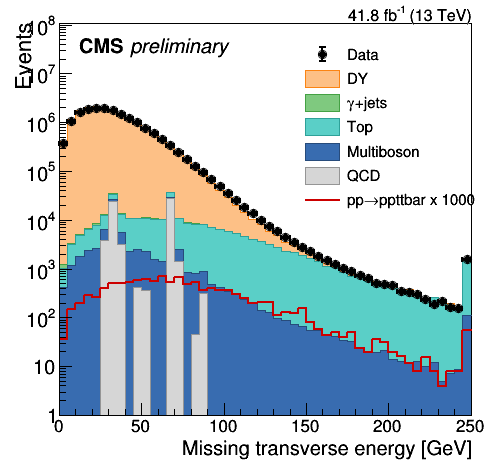 41.8 fb⁻¹ (13 TeV)
CMS preliminary
Events
10⁸
10⁷
10⁶
10⁵
10⁴
10³
10²
10
1
Data
DY
γ+jets
Top
Multiboson
QCD
pp→ppttbar x 1000
0 50 100 150 200 250
Missing transverse energy [GeV]